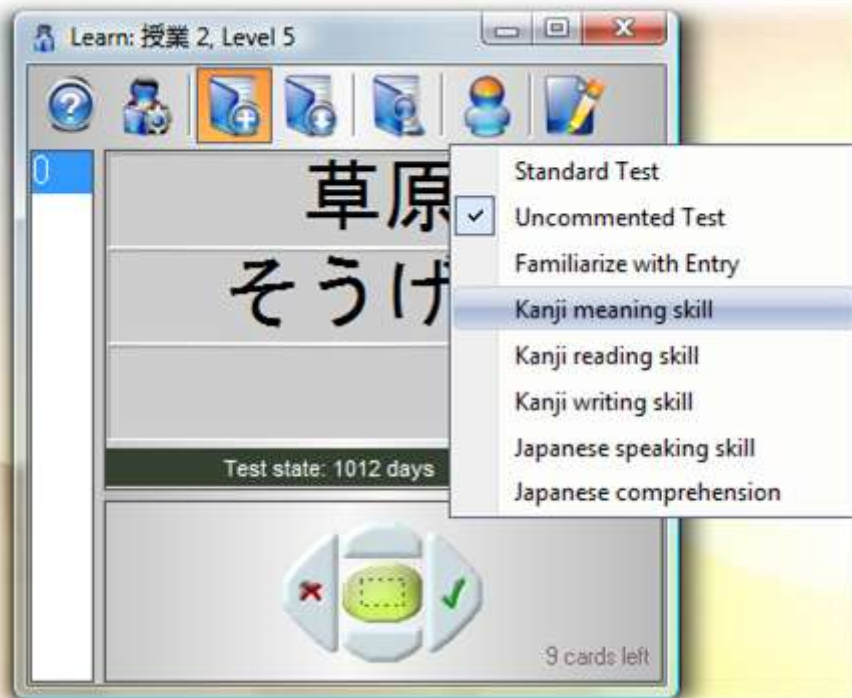 Learn: 授業 2, Level 5
0
草原
そうげ
Test state: 1012 days
9 cards left
Standard Test
Uncommented Test
Familiarize with Entry
Kanji meaning skill
Kanji reading skill
Kanji writing skill
Japanese speaking skill
Japanese comprehension